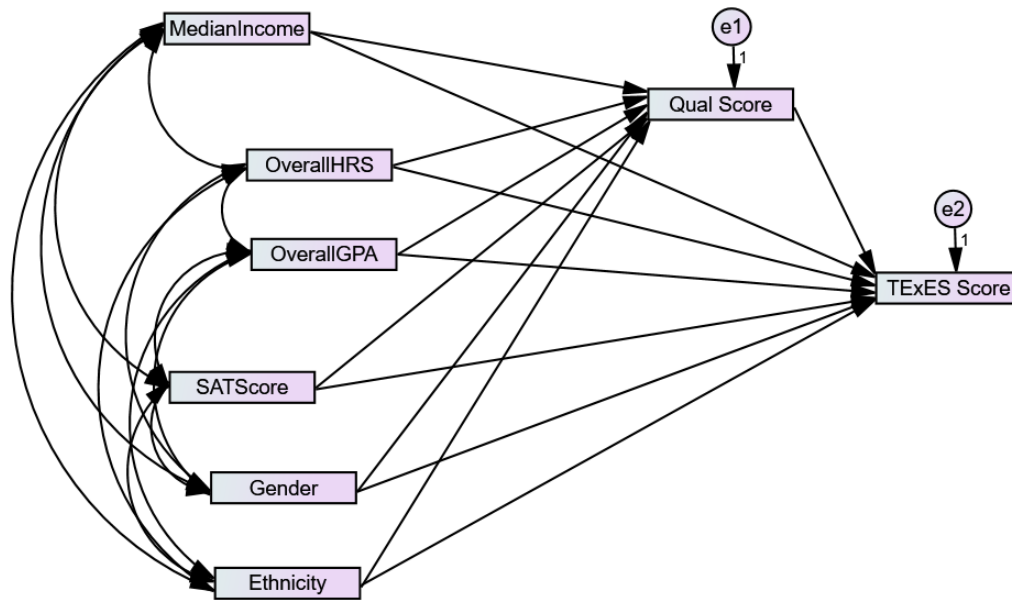 MedianIncome
e1
1
Qual Score
OverallHRS
e2
1
OverallGPA
TExES Score
SATScore
Gender
Ethnicity